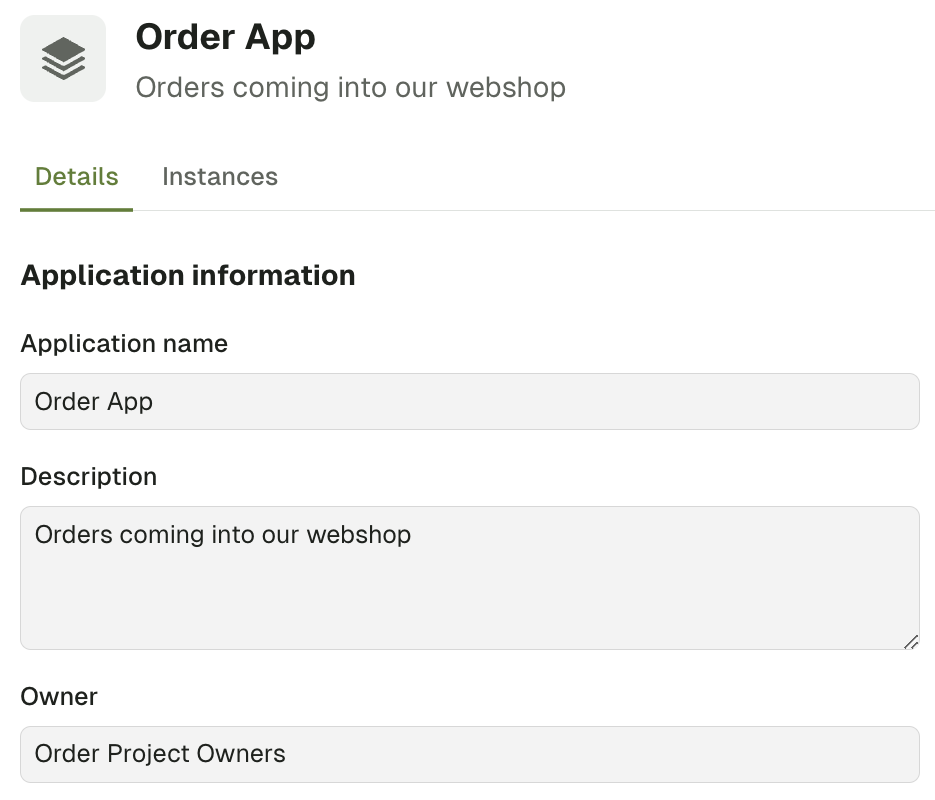 Order App
Orders coming into our webshop
Details Instances
Application information
Application name
Order App
Description
Orders coming into our webshop
Owner
Order Project Owners